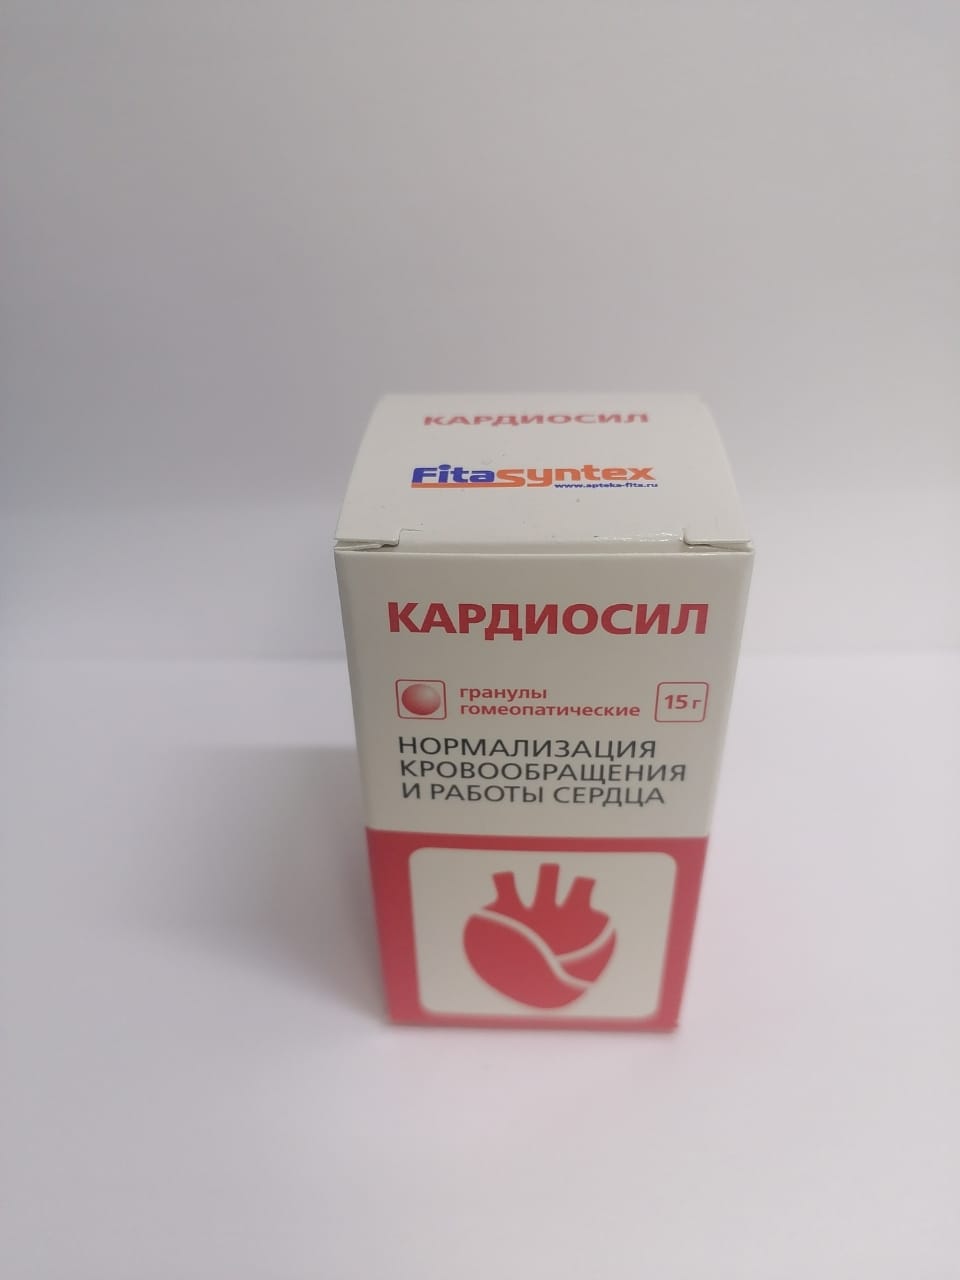 КАРДИОСИЛ
FitaSyntex
www.apteka-fita.ru
КАРДИОСИЛ
гранулы
гомеопатические
15 г
НОРМАЛИЗАЦИЯ
КРОВООБРАЩЕНИЯ
И РАБОТЫ СЕРДЦА